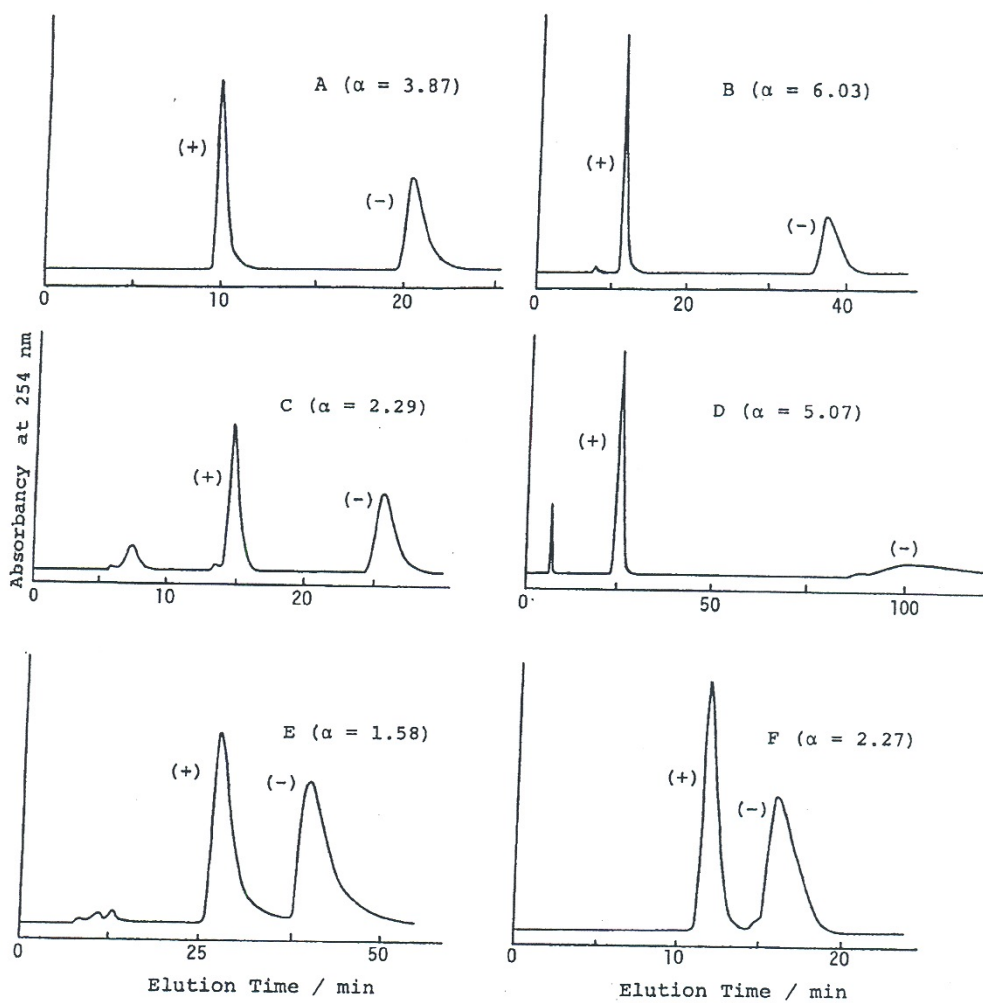 A (α = 3.87)
(+)
(-)
0 10 20
B (α = 6.03)
(+)
(-)
0 20 40
Absorbancy at 254 nm
C (α = 2.29)
(+)
(-)
0 10 20
D (α = 5.07)
(+)
(-)
0 50 100
E (α = 1.58)
(+)
(-)
0 25 50
Elution Time / min
F (α = 2.27)
(+)
(-)
0 10 20
Elution Time / min